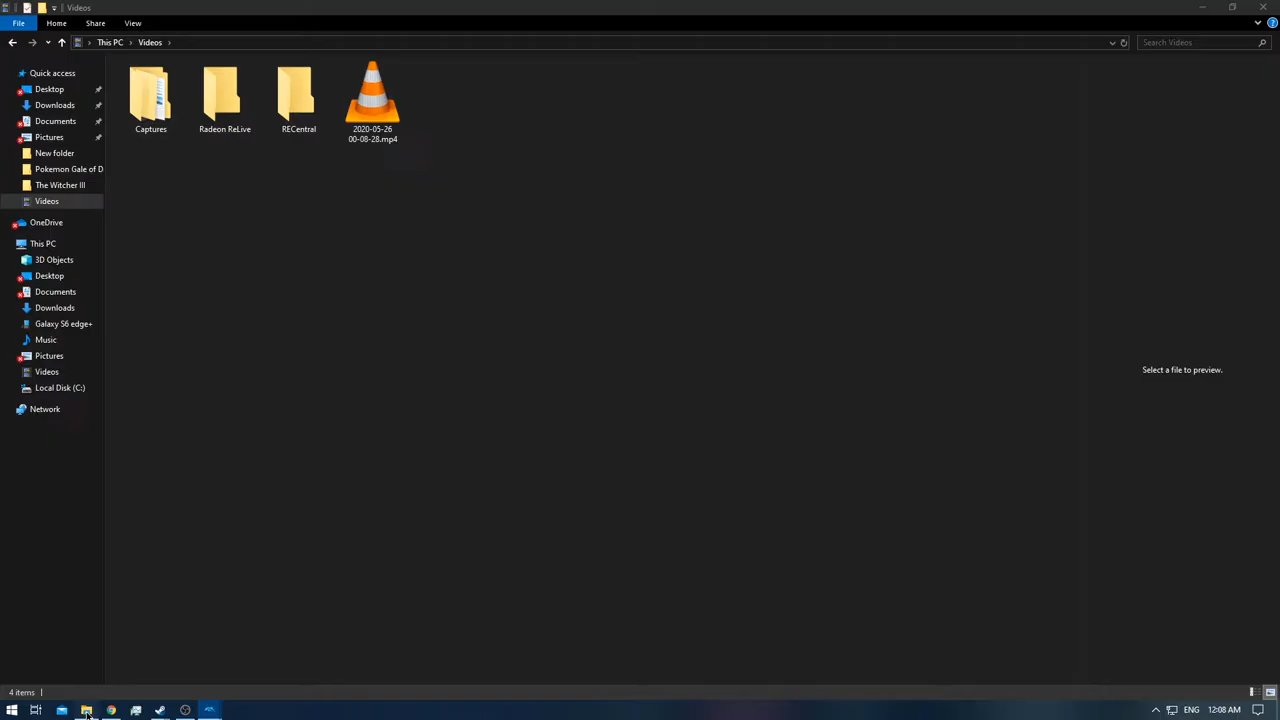 Videos
File
Home
Share
View
This PC
Videos
Search Videos
Quick access
Desktop
Downloads
Documents
Pictures
New folder
Pokemon Gale of D
The Witcher III
Videos
OneDrive
This PC
3D Objects
Desktop
Documents
Downloads
Galaxy S6 edge+
Music
Pictures
Videos
Local Disk (C:)
Network
Captures
Radeon ReLive
RECentral
2020-05-26
00-08-28.mp4
Select a file to preview.
4 items
ENG
12:08 AM